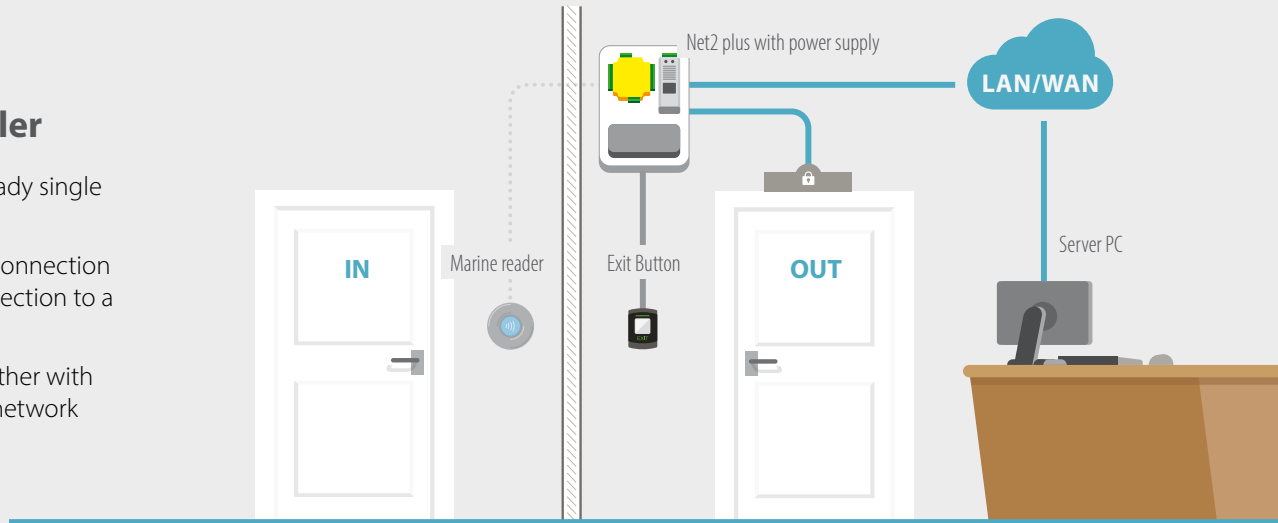 ler
ady single
onnection
ection to a
ther with
network
Net2 plus with power supply
LAN/WAN
IN
Marine reader
Exit Button
OUT
Server PC
EXIT